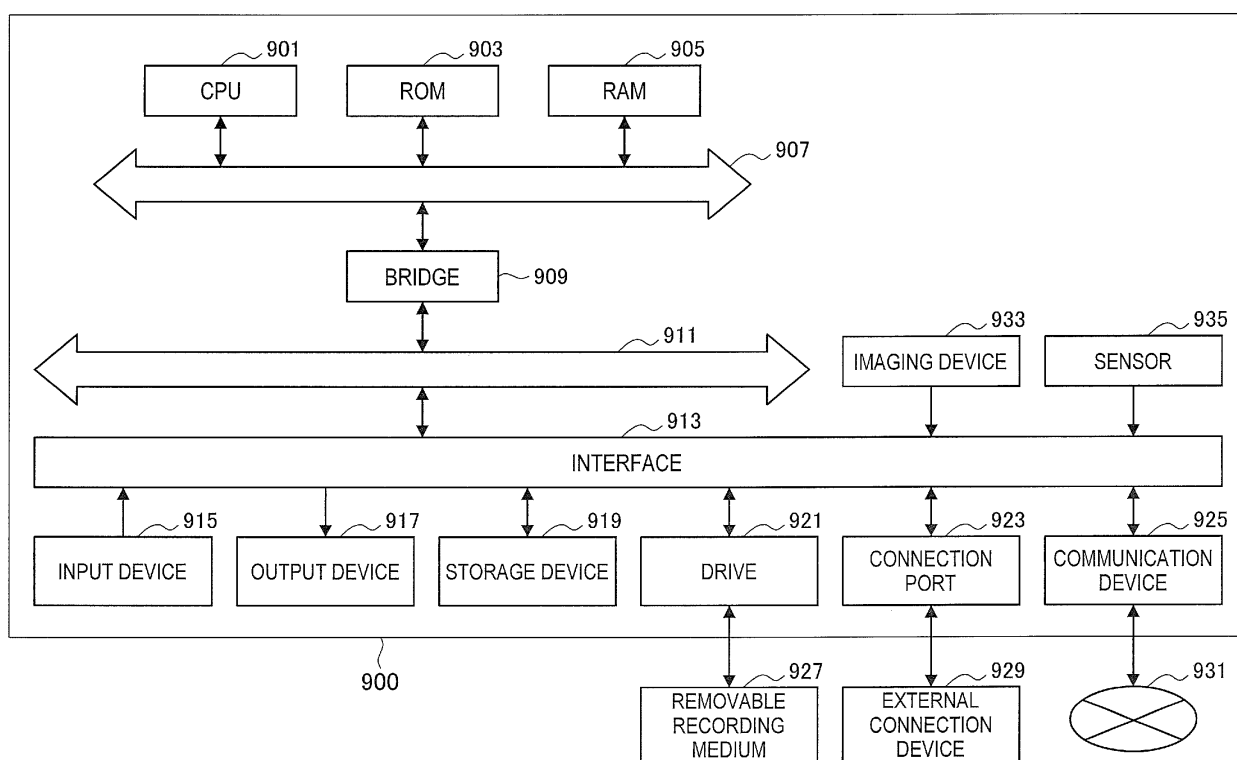 901
903
905
CPU
ROM
RAM
907
BRIDGE
909
911
933
935
IMAGING DEVICE
SENSOR
913
INTERFACE
915
917
919
921
923
925
INPUT DEVICE
OUTPUT DEVICE
STORAGE DEVICE
DRIVE
CONNECTION
PORT
COMMUNICATION
DEVICE
900
927
929
931
REMOVABLE
RECORDING
MEDIUM
EXTERNAL
CONNECTION
DEVICE